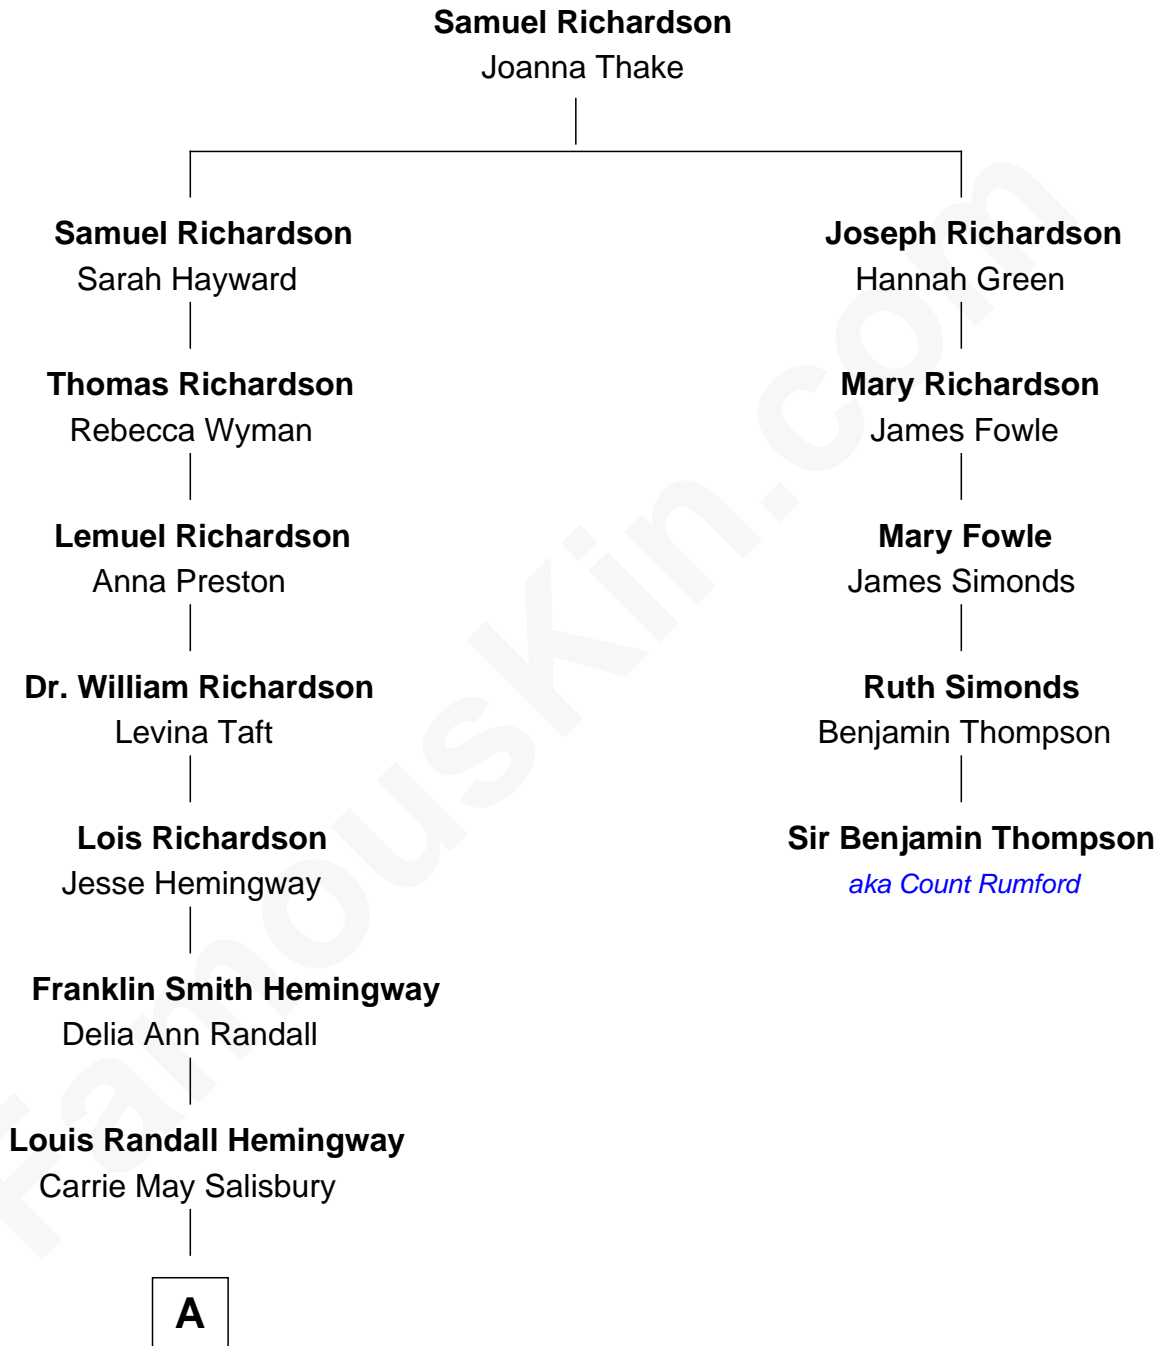 Samuel Richardson
Joanna Thake
Samuel Richardson
Sarah Hayward
Joseph Richardson
Hannah Green
Thomas Richardson
Rebecca Wyman
Mary Richardson
James Fowle
Lemuel Richardson
Anna Preston
Mary Fowle
James Simonds
Dr. William Richardson
Levina Taft
Ruth Simonds
Benjamin Thompson
Lois Richardson
Jesse Hemingway
Sir Benjamin Thompson
aka Count Rumford
Franklin Smith Hemingway
Delia Ann Randall
Louis Randall Hemingway
Carrie May Salisbury
A
FamousKin.com